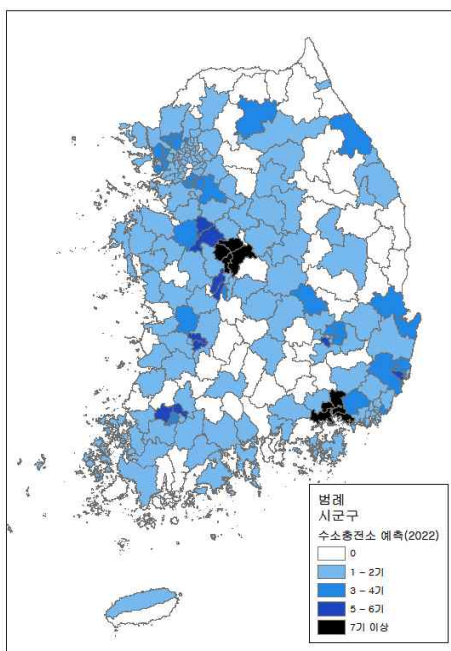 범례
시군구
수소충전소 예측(2022)
0
1 - 2기
3 - 4기
5 - 6기
7기 이상